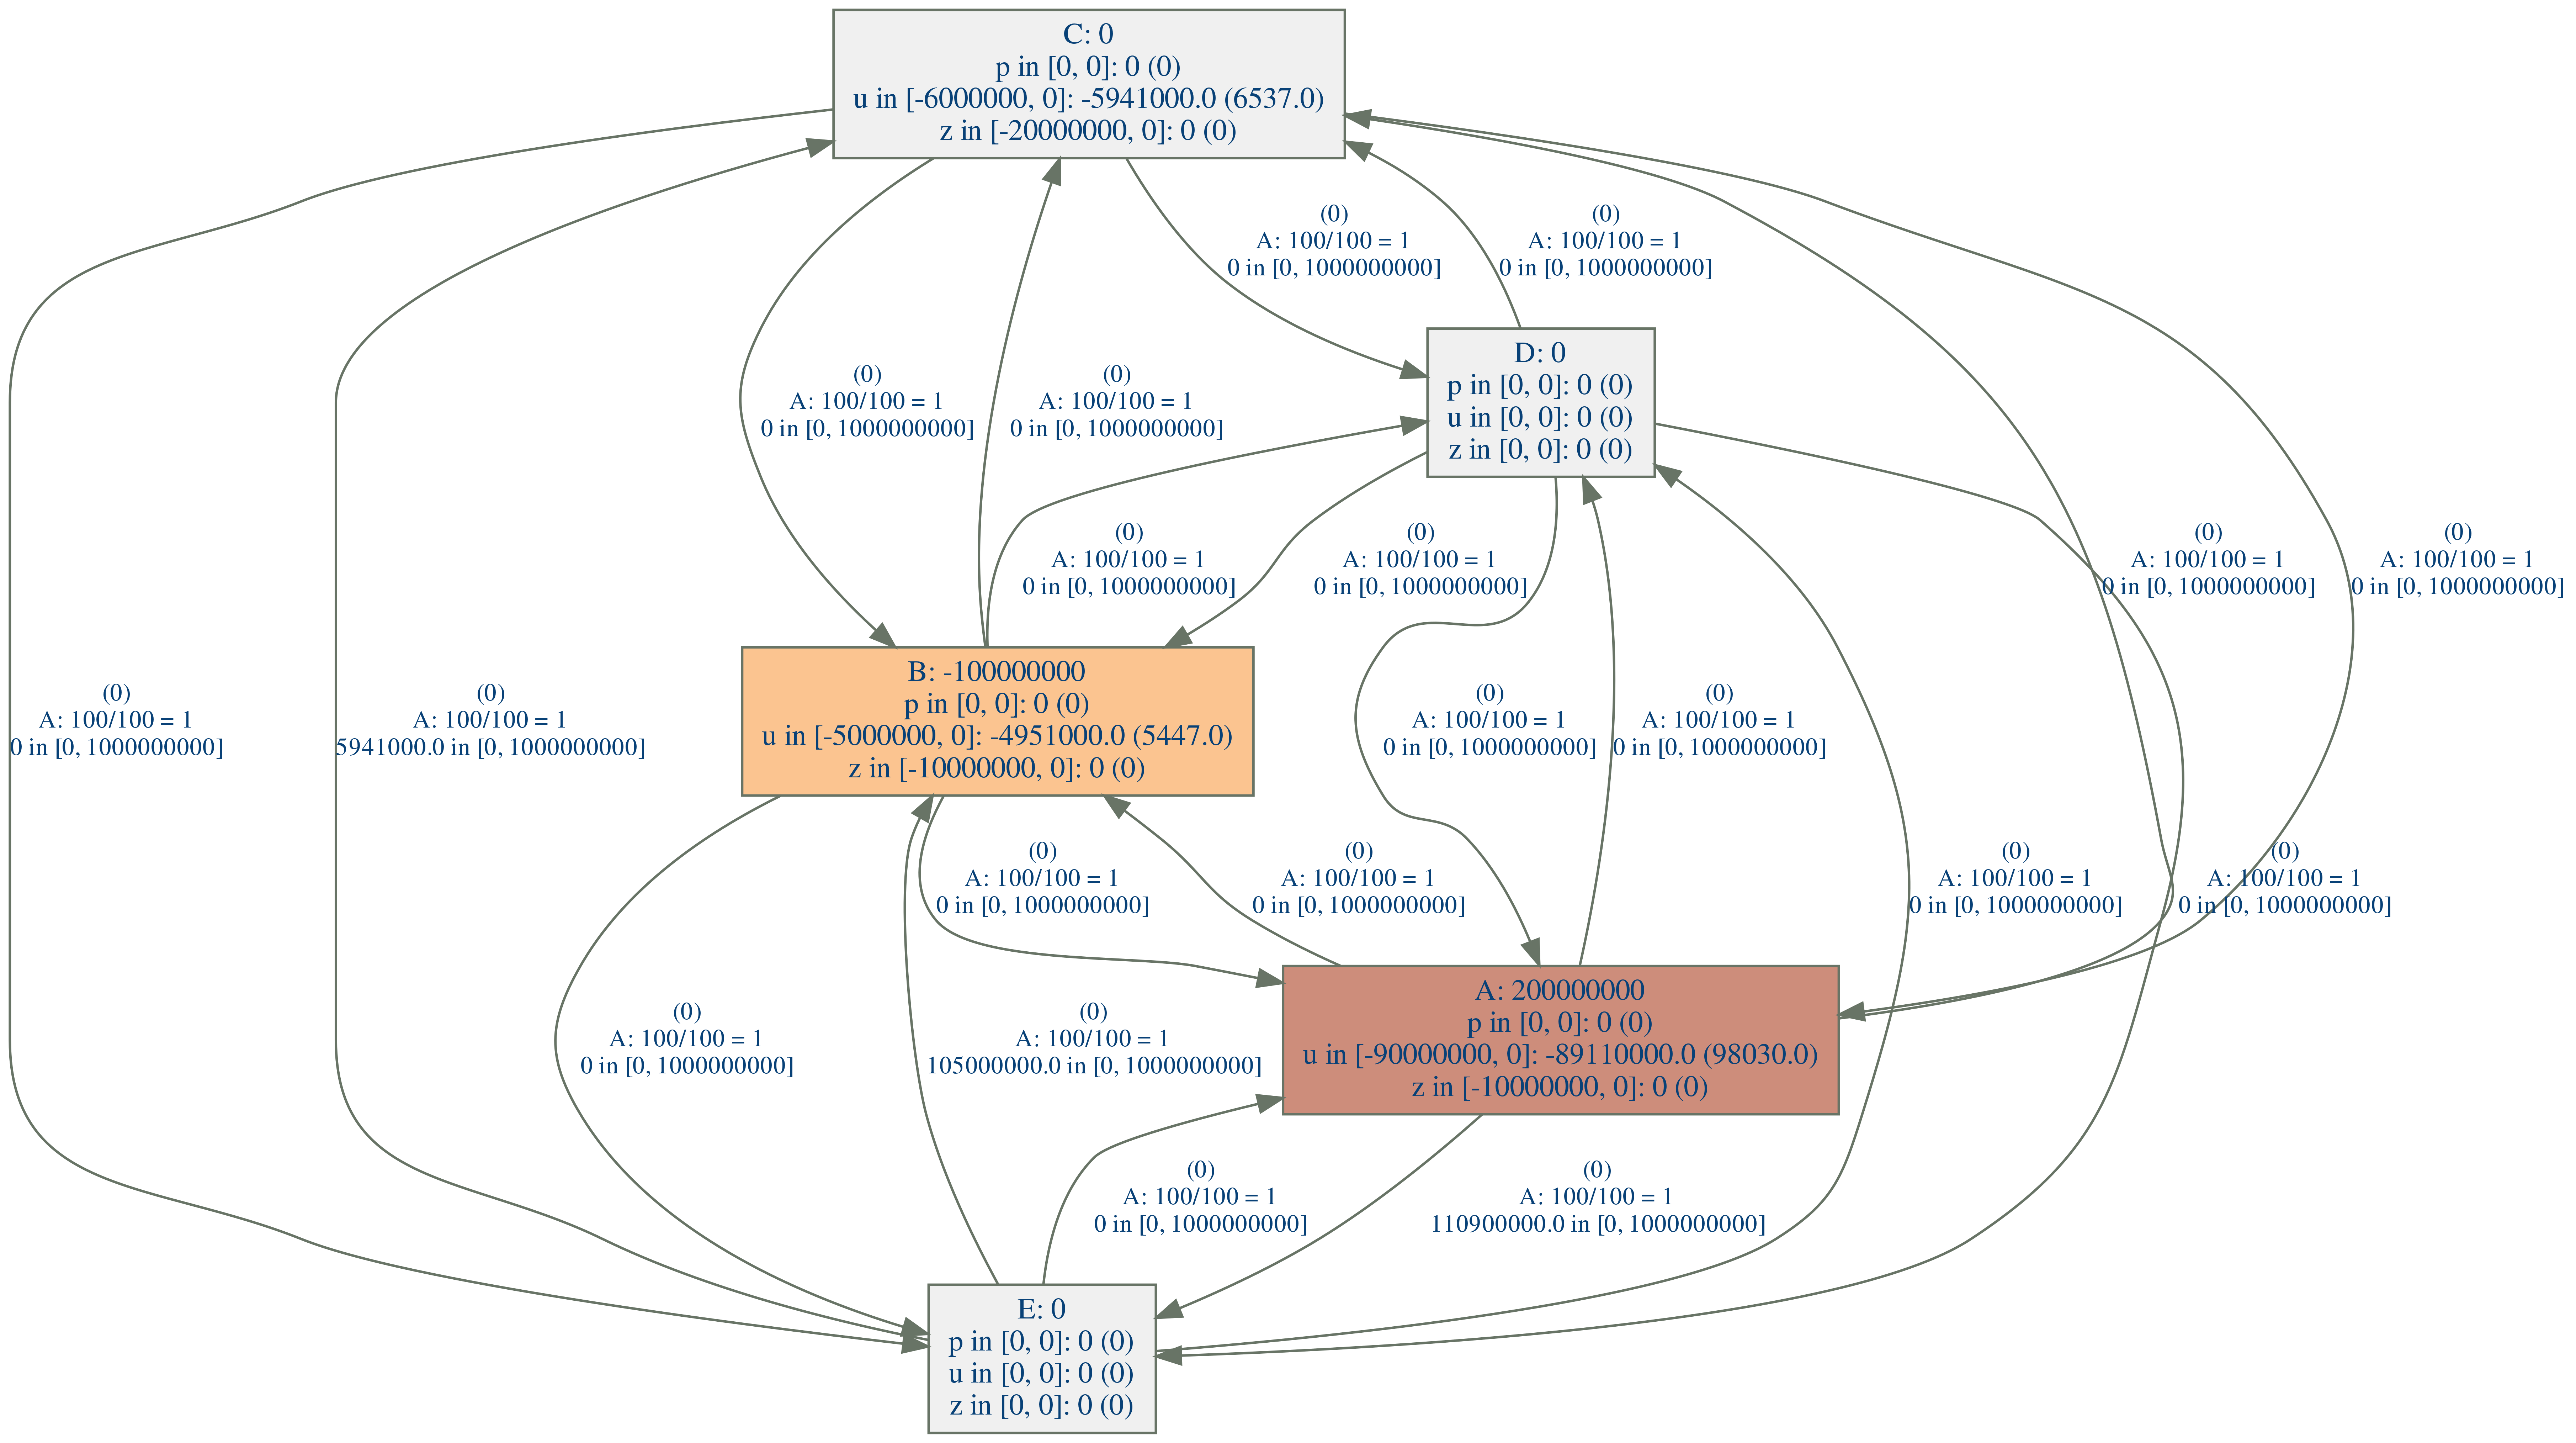 C: 0
p in [0, 0]: 0 (0)
u in [-6000000, 0]: -5941000.0 (6537.0)
z in [-20000000, 0]: 0 (0)
(0)
A: 100/100 = 1
0 in [0, 1000000000]
(0)
A: 100/100 = 1
0 in [0, 1000000000]
D: 0
p in [0, 0]: 0 (0)
u in [0, 0]: 0 (0)
z in [0, 0]: 0 (0)
(0)
A: 100/100 = 1
0 in [0, 1000000000]
(0)
A: 100/100 = 1
0 in [0, 1000000000]
(0)
A: 100/100 = 1
0 in [0, 1000000000]
(0)
A: 100/100 = 1
0 in [0, 1000000000]
(0)
A: 100/100 = 1
0 in [0, 1000000000]
(0)
A: 100/100 = 1
0 in [0, 1000000000]
(0)
A: 100/100 = 1
0 in [0, 1000000000]
(0)
A: 100/100 = 1
5941000.0 in [0, 1000000000]
B: -100000000
p in [0, 0]: 0 (0)
u in [-5000000, 0]: -4951000.0 (5447.0)
z in [-10000000, 0]: 0 (0)
(0)
A: 100/100 = 1
0 in [0, 1000000000]
(0)
A: 100/100 = 1
0 in [0, 1000000000]
(0)
A: 100/100 = 1
0 in [0, 1000000000]
(0)
A: 100/100 = 1
0 in [0, 1000000000]
(0)
A: 100/100 = 1
0 in [0, 1000000000]
(0)
A: 100/100 = 1
0 in [0, 1000000000]
(0)
A: 100/100 = 1
0 in [0, 1000000000]
(0)
A: 100/100 = 1
105000000.0 in [0, 1000000000]
A: 200000000
p in [0, 0]: 0 (0)
u in [-90000000, 0]: -89110000.0 (98030.0)
z in [-10000000, 0]: 0 (0)
(0)
A: 100/100 = 1
0 in [0, 1000000000]
(0)
A: 100/100 = 1
110900000.0 in [0, 1000000000]
E: 0
p in [0, 0]: 0 (0)
u in [0, 0]: 0 (0)
z in [0, 0]: 0 (0)